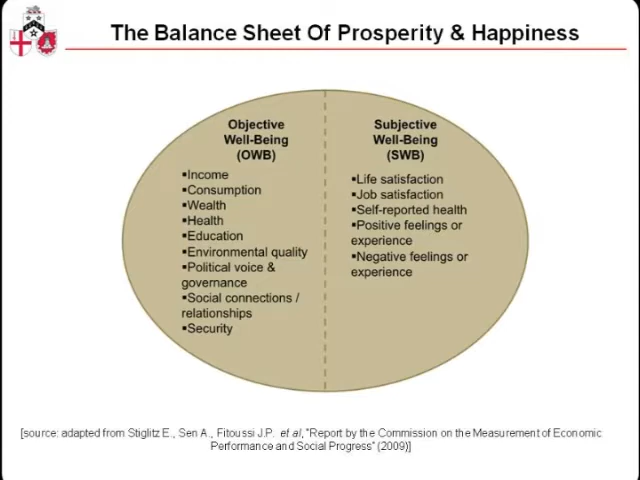 The Balance Sheet Of Prosperity & Happiness
Objective
Well-Being
(OWB)
▪Income
▪Consumption
▪Wealth
▪Health
▪Education
▪Environmental quality
▪Political voice &
governance
▪Social connections /
relationships
▪Security
Subjective
Well-Being
(SWB)
▪Life satisfaction
▪Job satisfaction
▪Self-reported health
▪Positive feelings or
experience
▪Negative feelings or
experience
[source: adapted from Stiglitz E., Sen A., Fitoussi J.P. et al, "Report by the Commission on the Measurement of Economic
Performance and Social Progress" (2009)]